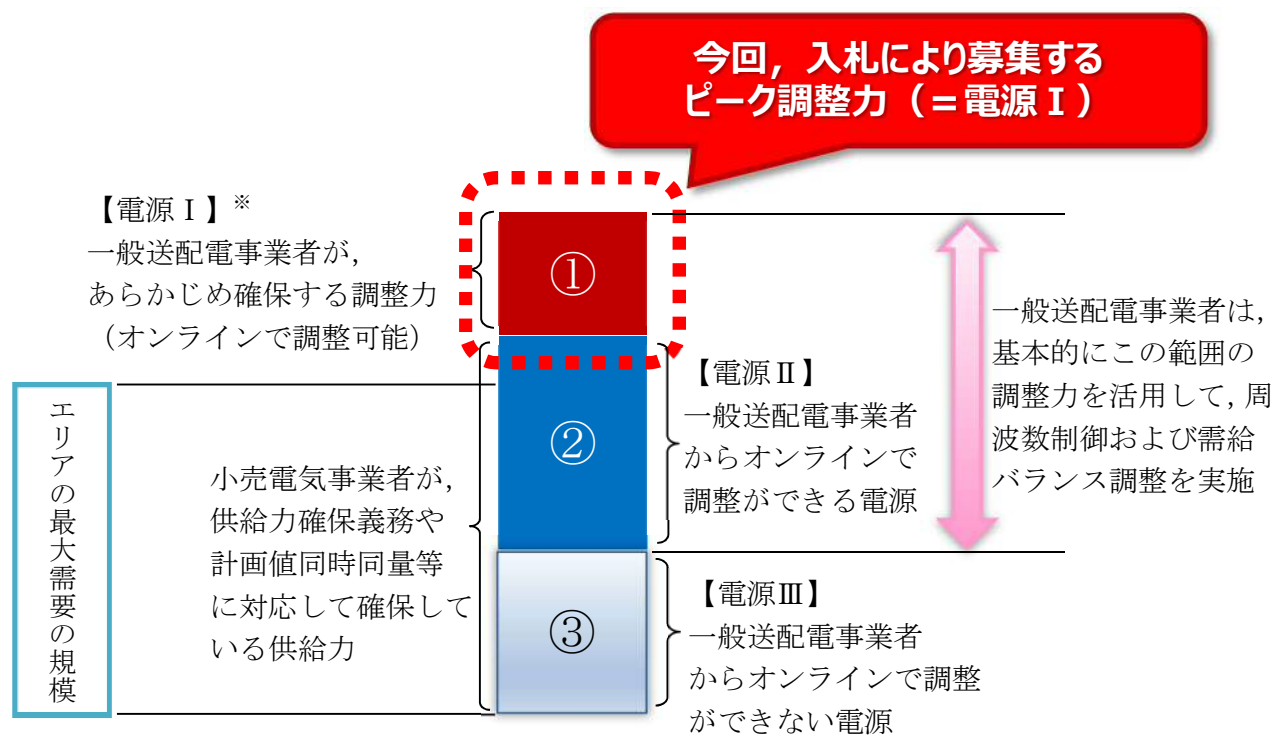 今回，入札により募集する
ピーク調整力（＝電源Ⅰ）
【電源Ⅰ】※
一般送配電事業者が，
あらかじめ確保する調整力
（オンラインで調整可能）
①
②
③
エリアの最大需要の規模
小売電気事業者が，
供給力確保義務や
計画値同時同量等
に対応して確保して
いる供給力
【電源Ⅱ】
一般送配電事業者
からオンラインで
調整ができる電源
【電源Ⅲ】
一般送配電事業者
からオンラインで調整
ができない電源
一般送配電事業者は，
基本的にこの範囲の
調整力を活用して，周
波数制御および需給
バランス調整を実施